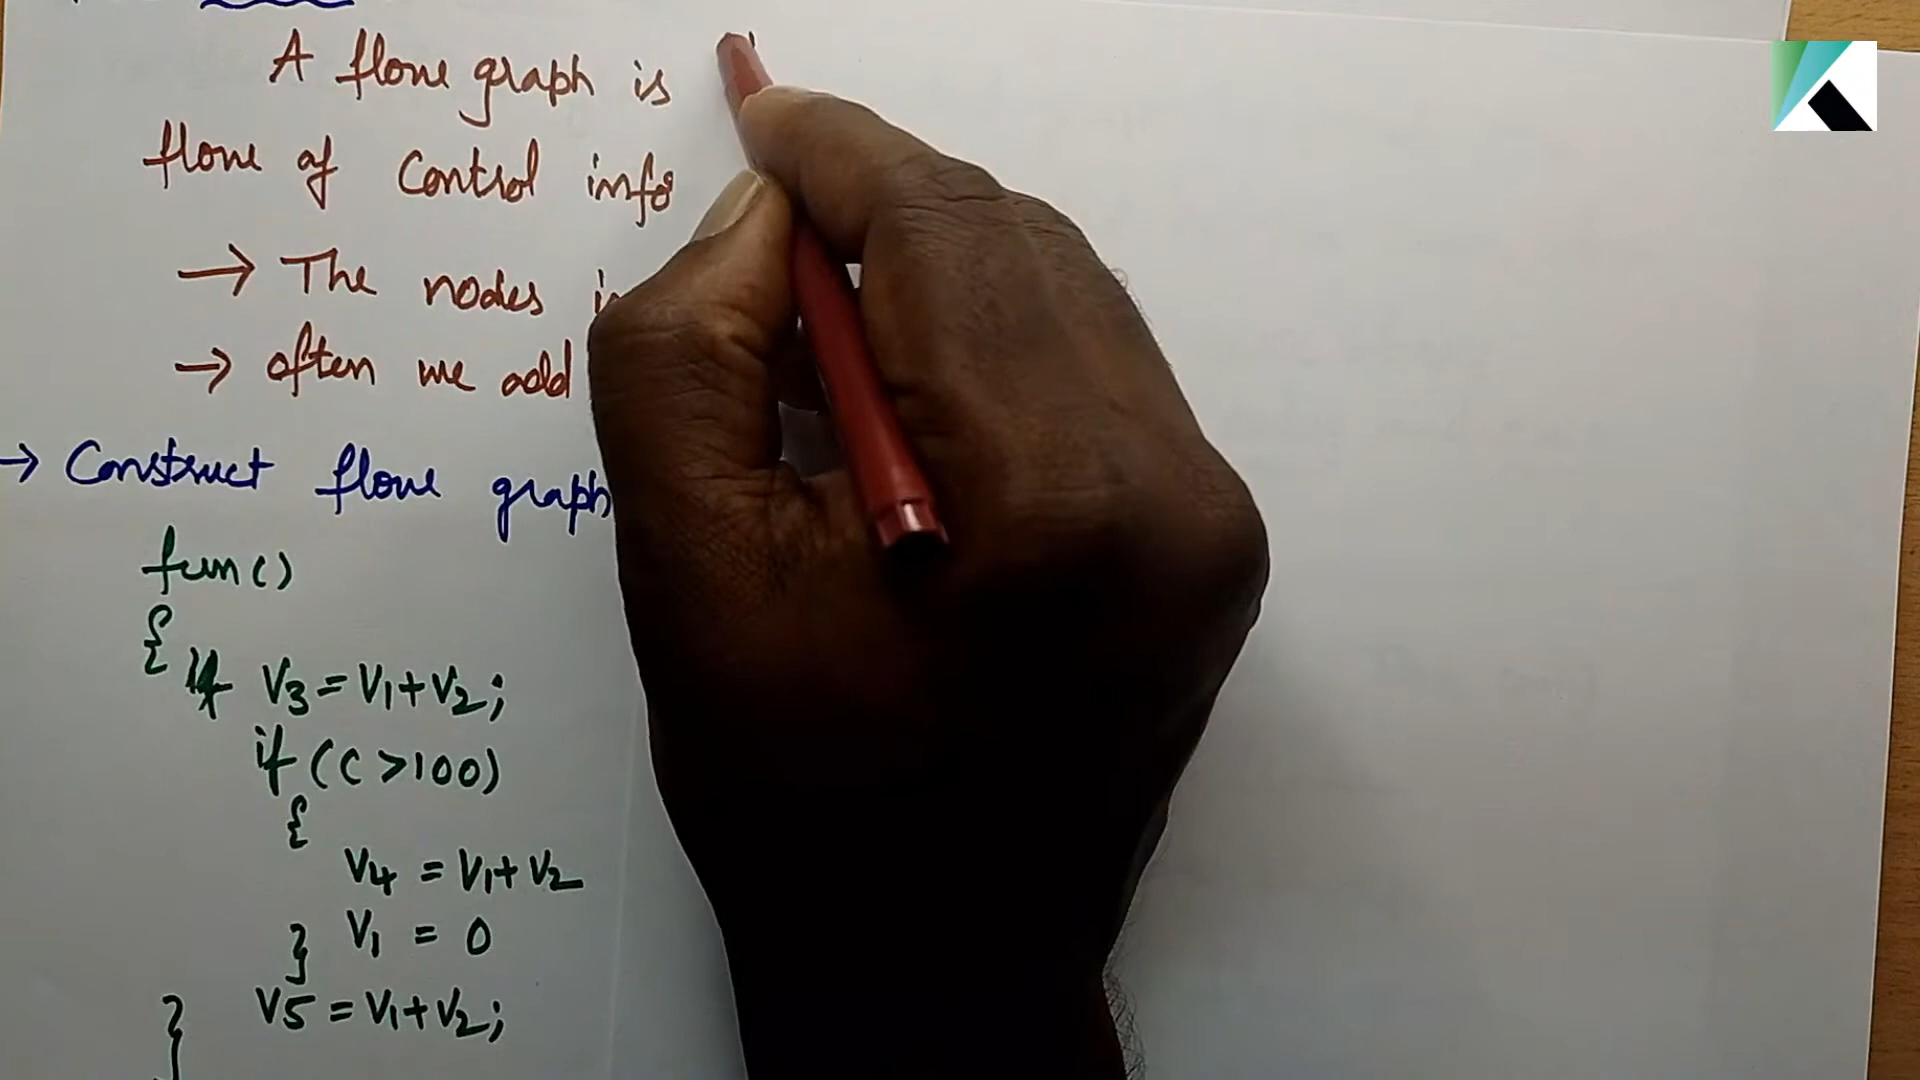 A flow graph is
flow of Control info
→ The nodes
→ often we add
→ Construct flow graph
fun()
{
V3 = V1 + V2;
if (C > 100)
{
V4 = V1 + V2
} V1 = 0
V5 = V1 + V2;
}